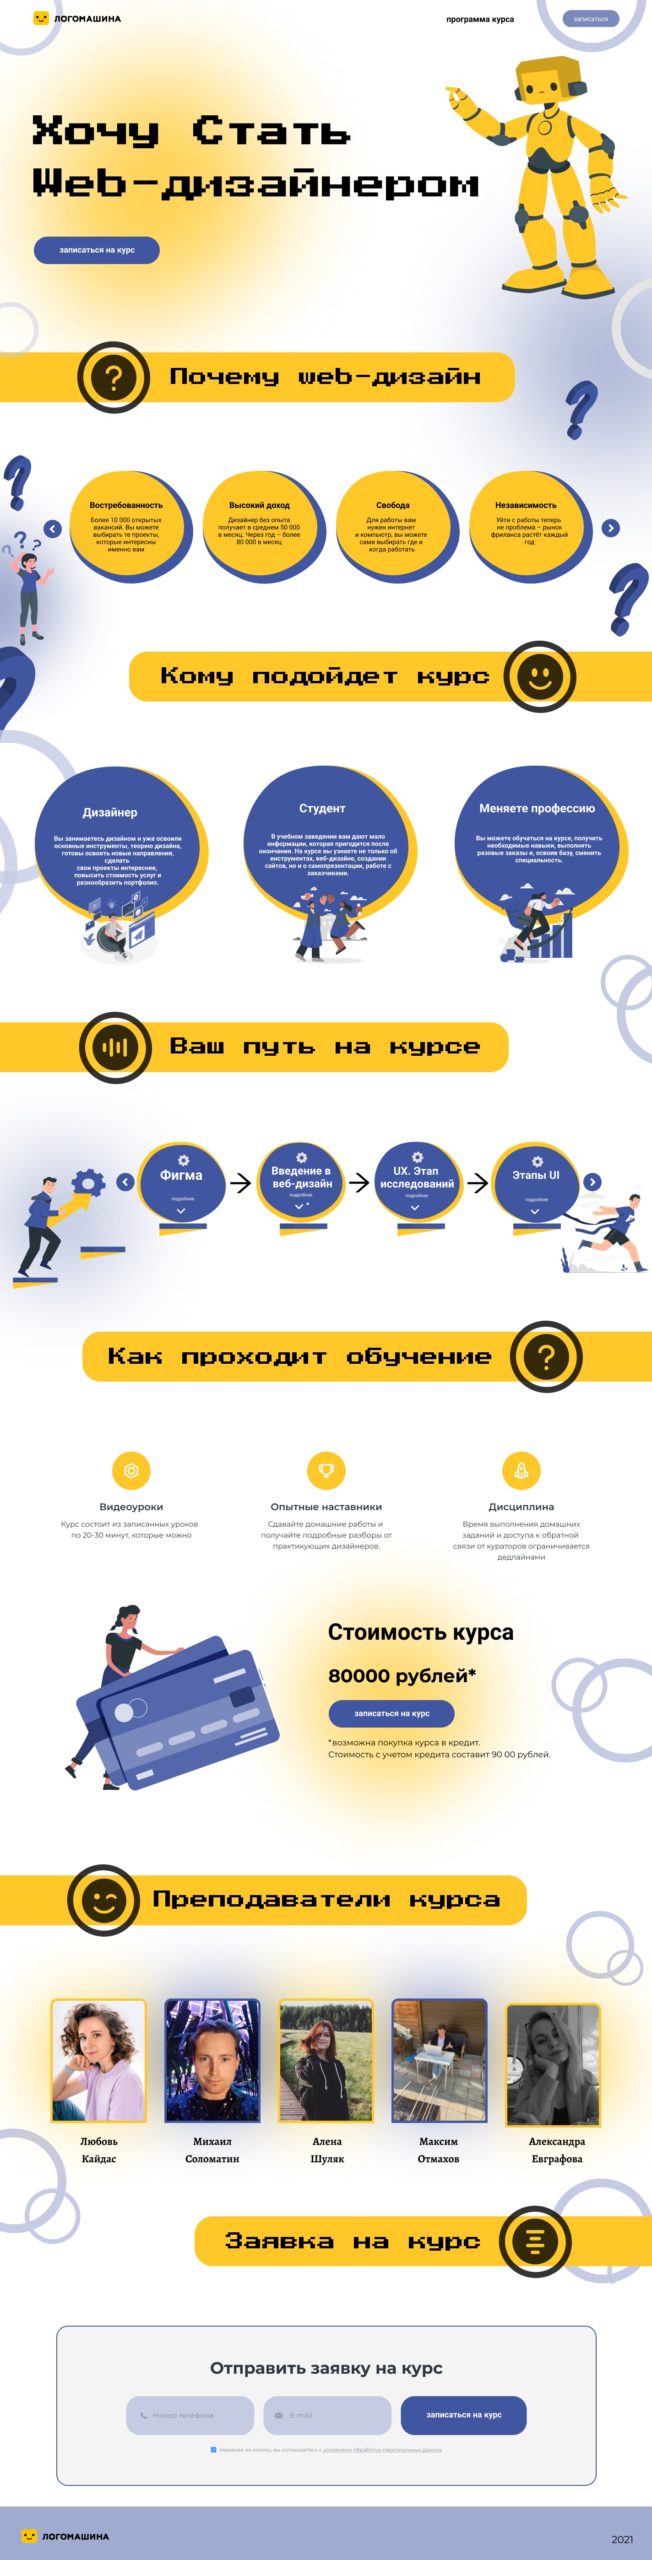 ЛОГОМАШИНА
программа курса
записаться
Хочу Стать
Web-дизайнером
записаться на курс
Почему web-дизайн
Востребованность
Более 10 000 открытых
вакансий. Вы можете
выбирать те проекты,
которые интересны
именно вам
Высокий доход
Дизайнер без опыта
получает в среднем 50 000
в месяц. Через год – более
80 000 в месяц
Свобода
Для работы вам
нужен интернет
и компьютр, вы можете
сами выбирать где и
когда работать
Независимость
Уйти с работы теперь
не проблема – рынок
фриланса растёт каждый
год
Кому подойдет курс
Дизайнер
Вы занимаетесь дизайном и уже освоили
основные инструменты, теорию дизайна,
готовы освоить новые направления,
сделать
свои проекты интереснее,
повысить стоимость услуг и
разнообразить портфолио.
Студент
В учебном заведении вам дают мало
информации, которая пригодится после
окончания. На курсе вы узнаете не только об
инструментах, веб-дизайне, создании
сайтов, но и о самопрезентации, работе с
заказчиками.
Меняете профессию
Вы можете обучаться на курсе, получить
необходимые навыки, выполнять
разовые заказы и, освоив базу, сменить
специальность.
Ваш путь на курсе
Фигма
подробнее
Введение в
веб-дизайн
подробнее
UX. Этап
исследований
подробнее
Этапы UI
подробнее
Как проходит обучение
Видеоуроки
Курс состоит из записанных уроков
по 20-30 минут, которые можно
Опытные наставники
Сдавайте домашние работы и
получайте подробные разборы от
практикующих дизайнеров.
Дисциплина
Время выполнения домашних
заданий и доступа к обратной
связи от кураторов ограничивается
дедлайнами
Стоимость курса
80000 рублей*
записаться на курс
*возможна покупка курса в кредит.
Стоимость с учетом кредита составит 90 00 рублей.
Преподаватели курса
Любовь
Кайдас
Михаил
Соломатин
Алена
Шуляк
Максим
Отмахов
Александра
Евграфова
Заявка на курс
Отправить заявку на курс
Номер телефона
E-mail
записаться на курс
Нажимая на кнопку, вы соглашаетесь с условиями обработки персональных данных
ЛОГОМАШИНА
2021